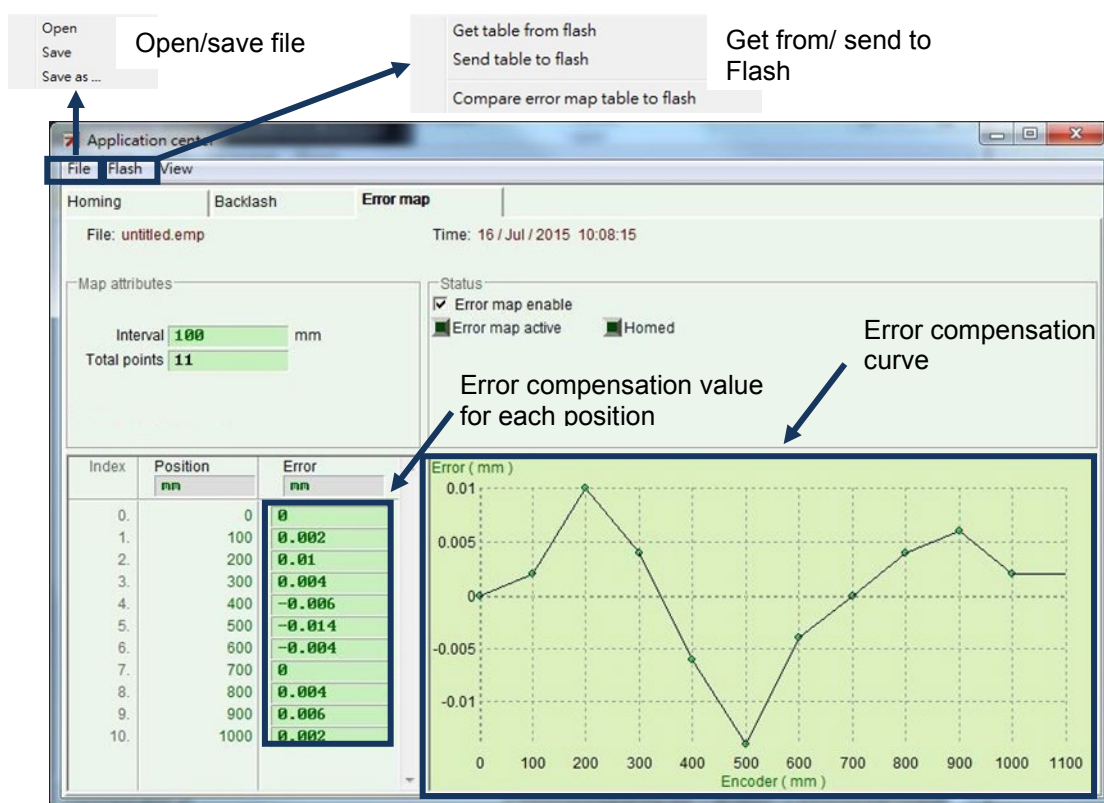 Open
Save
Save as ...
Open/save file
Get table from flash
Send table to flash
Compare error map table to flash
Get from/ send to
Flash
Application center
File Flash View
Homing Backlash Error map
File: untitled.emp Time: 16 / Jul / 2015 10:08:15
Map attributes
Interval 100 mm
Total points 11
Status
Error map enable
Error map active Homed
Error compensation
curve
Error compensation value
for each position
Index Position Error
mm mm
0. 0 0
1. 100 0.002
2. 200 0.01
3. 300 0.004
4. 400 -0.006
5. 500 -0.014
6. 600 -0.004
7. 700 0
8. 800 0.004
9. 900 0.006
10. 1000 0.002
Error ( mm )
0.01
0.005
0
-0.005
-0.01
0 100 200 300 400 500 600 700 800 900 1000 1100
Encoder ( mm )